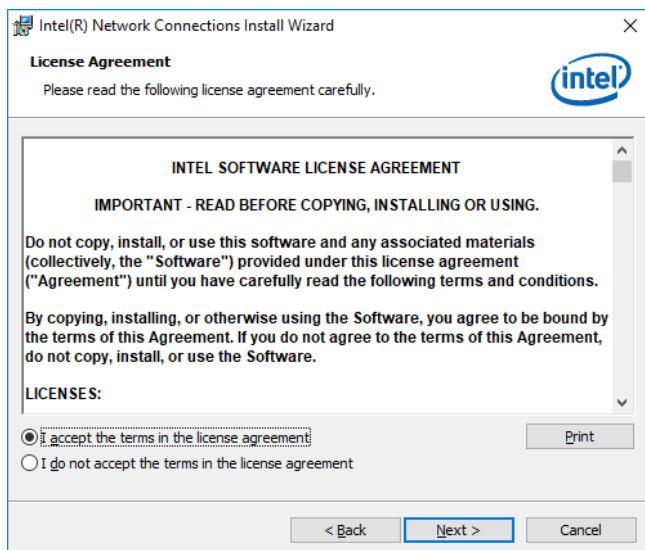 Intel(R) Network Connections Install Wizard
License Agreement
Please read the following license agreement carefully.
intel
INTEL SOFTWARE LICENSE AGREEMENT
IMPORTANT - READ BEFORE COPYING, INSTALLING OR USING.
Do not copy, install, or use this software and any associated materials
(collectively, the "Software") provided under this license agreement
("Agreement") until you have carefully read the following terms and conditions.
By copying, installing, or otherwise using the Software, you agree to be bound by
the terms of this Agreement. If you do not agree to the terms of this Agreement,
do not copy, install, or use the Software.
LICENSES:
I accept the terms in the license agreement
Print
I do not accept the terms in the license agreement
< Back
Next >
Cancel